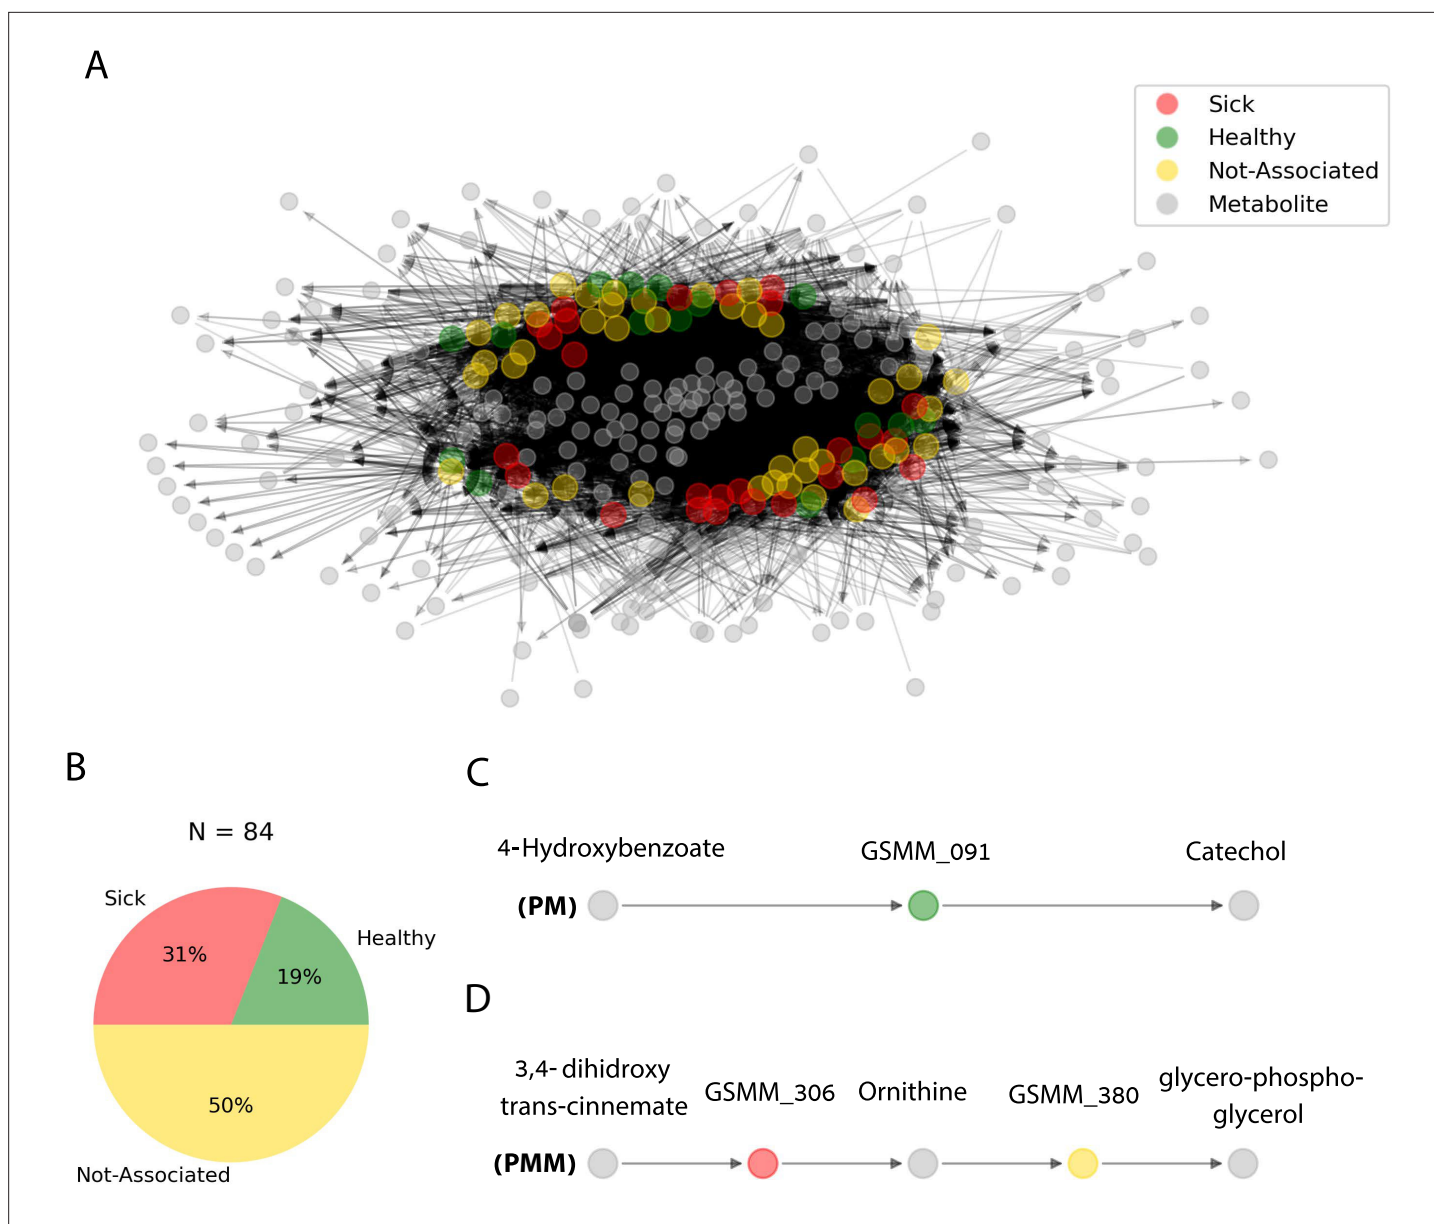 A
Sick
Healthy
Not-Associated
Metabolite
B
N = 84
Sick
31%
Healthy
19%
50%
Not-Associated
C
4-Hydroxybenzoate
GSMM_091
Catechol
(PM)
D
3,4- dihidroxy
trans-cinnemate
GSMM_306
Ornithine
GSMM_380
glycero-phospho-
glycerol
(PMM)